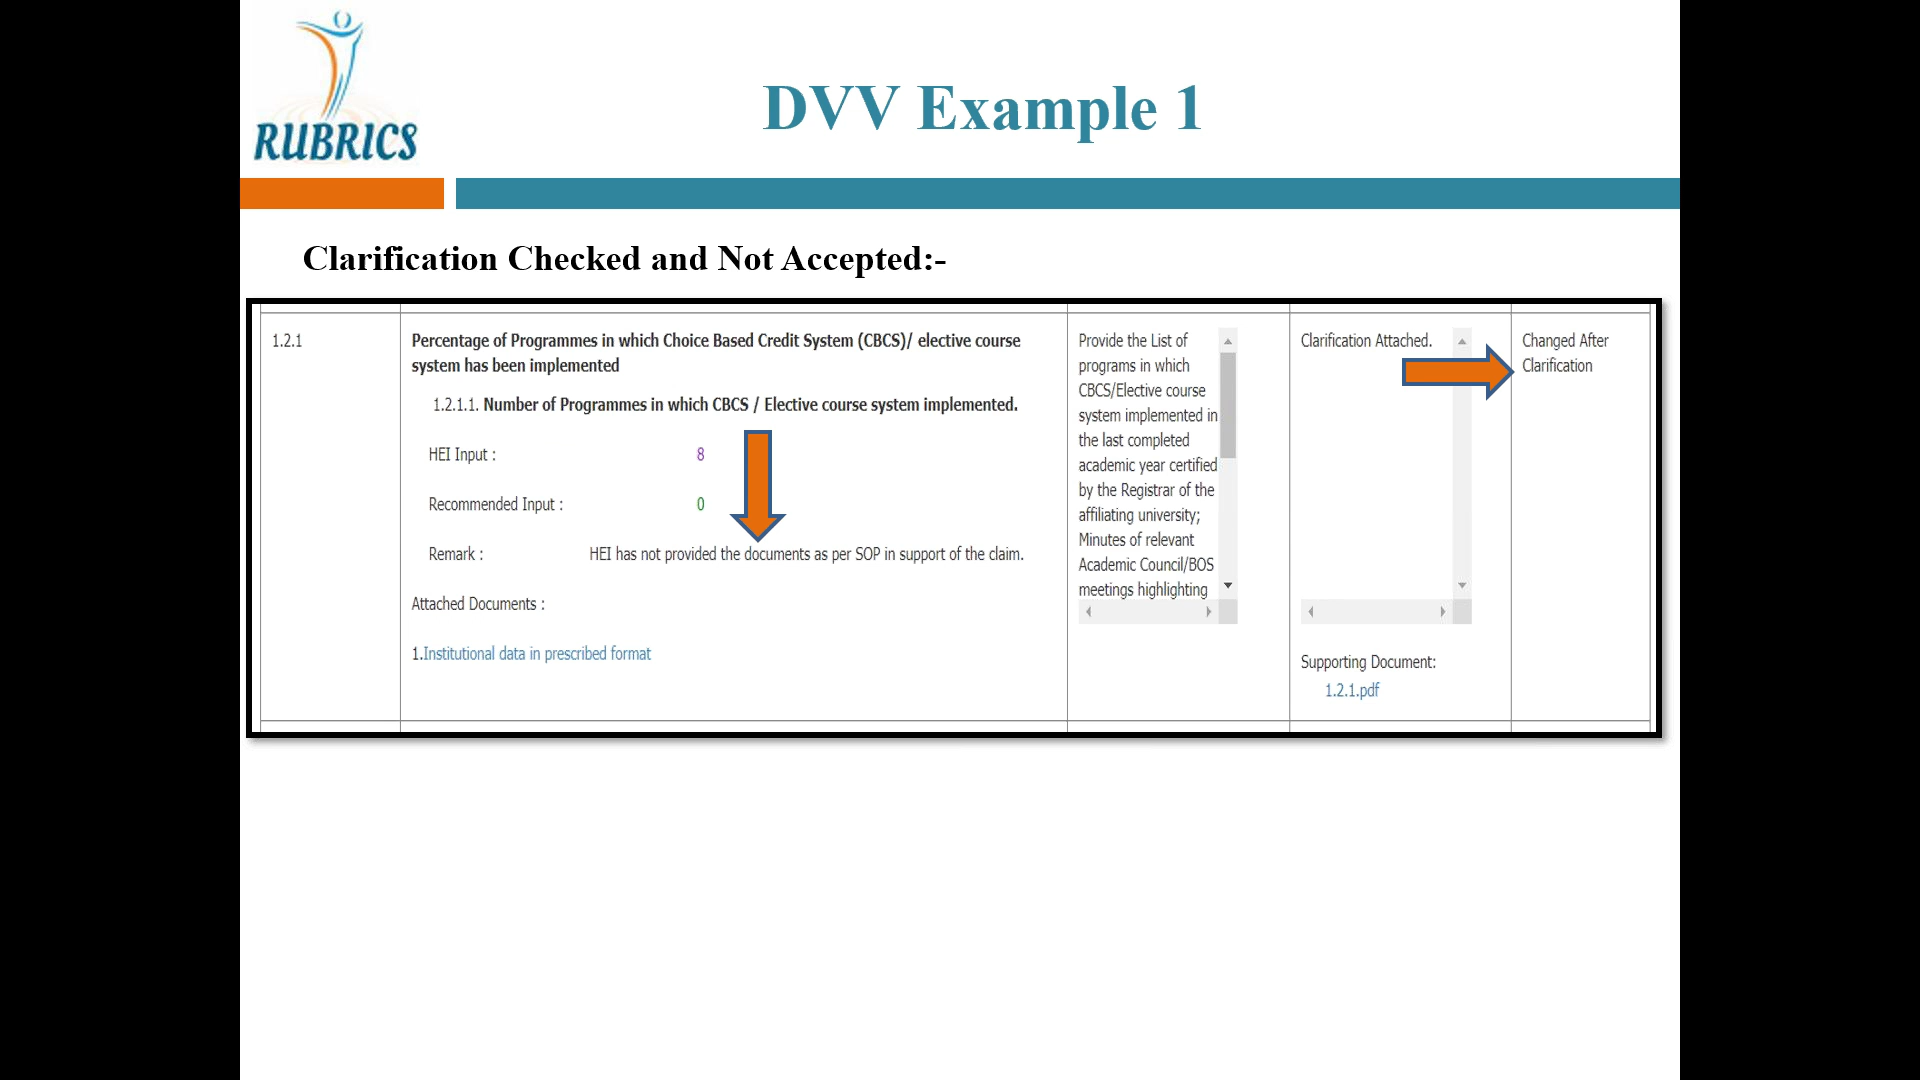 RUBRICS
DVV Example 1
Clarification Checked and Not Accepted:-
1.2.1
Percentage of Programmes in which Choice Based Credit System (CBCS)/ elective course
system has been implemented
1.2.1.1. Number of Programmes in which CBCS / Elective course system implemented.
HEI Input : 8
Recommended Input : 0
Remark : HEI has not provided the documents as per SOP in support of the claim.
Attached Documents :
1.Institutional data in prescribed format
Provide the List of
programs in which
CBCS/Elective course
system implemented in
the last completed
academic year certified
by the Registrar of the
affiliating university;
Minutes of relevant
Academic Council/BOS
meetings highlighting
Clarification Attached.
Supporting Document:
1.2.1.pdf
Changed After
Clarification